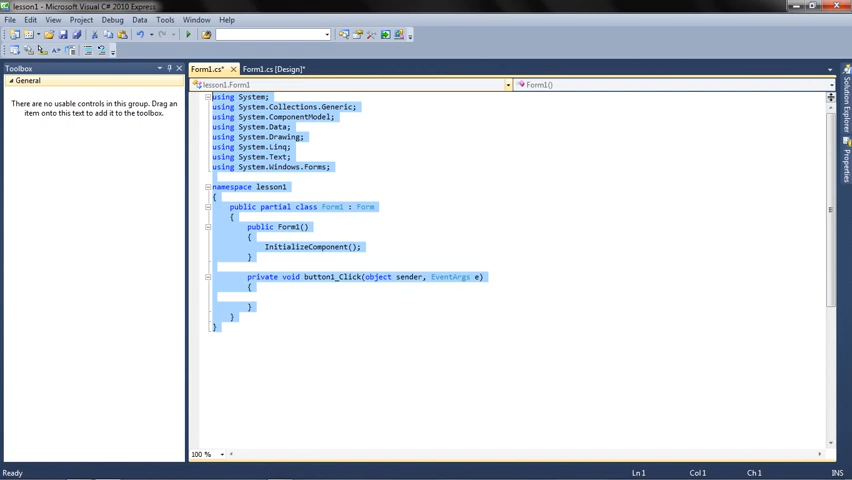 lesson1 - Microsoft Visual C# 2010 Express
File Edit View Project Debug Data Tools Window Help
Toolbox
Form1.cs* Form1.cs [Design]*
General
lesson1.Form1 Form1()
There are no usable controls in this group. Drag an
item onto this text to add it to the toolbox.
using System;
using System.Collections.Generic;
using System.ComponentModel;
using System.Data;
using System.Drawing;
using System.Linq;
using System.Text;
using System.Windows.Forms;
namespace lesson1
{
public partial class Form1 : Form
{
public Form1()
{
InitializeComponent();
}
private void button1_Click(object sender, EventArgs e)
{
}
}
}
Solution Explorer
Properties
100 %
Ready Ln 1 Col 1 Ch 1 INS